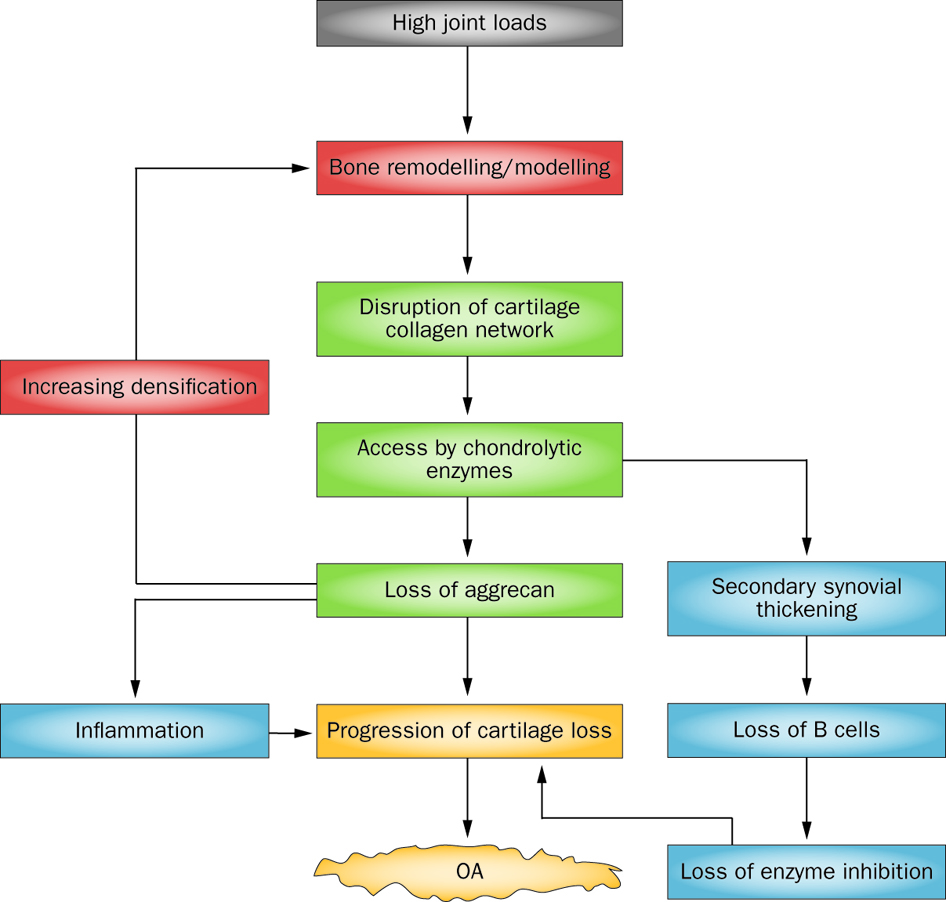 High joint loads
Bone remodelling/modelling
Disruption of cartilage
collagen network
Increasing densification
Access by chondrolytic
enzymes
Loss of aggrecan
Secondary synovial
thickening
Inflammation
Progression of cartilage loss
Loss of B cells
OA
Loss of enzyme inhibition